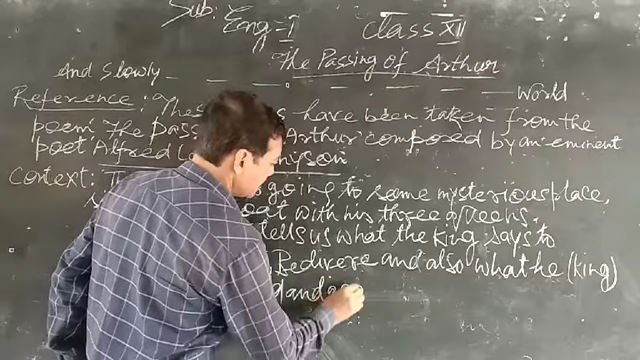 Sub: Eng-I Class XII
The Passing of Arthur
And Slowly - - - - - - - World
Reference: These have been taken from the
poem The Pass Arthur composed by an eminent
poet Alfred Tennyson
Context: going to some mysterious place,
boat with his three queens.
tells us what the king says to
Bedivere and also what he (king)
and